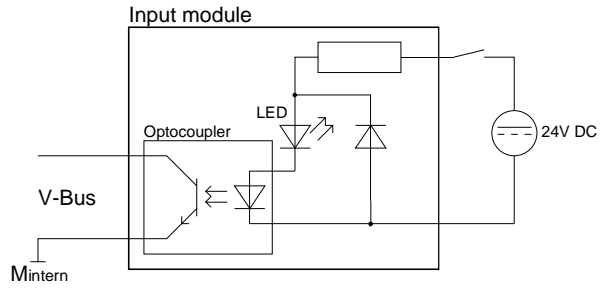 Input module
LED
Optocoupler
24V DC
V-Bus
Mintern